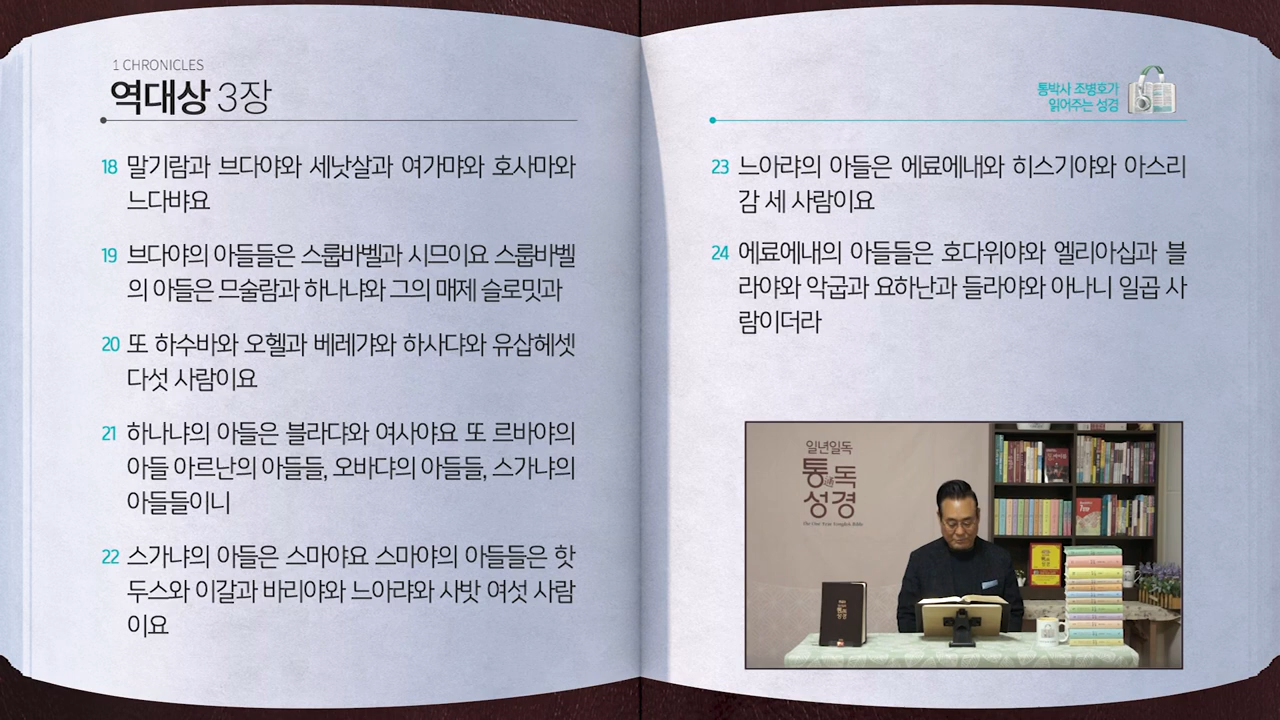 1 CHRONICLES
역대상 3장
18 말기람과 브다야와 세낫살과 여가먀와 호사마와
느다뱌요
19 브다야의 아들들은 스룹바벨과 시므이요 스룹바벨
의 아들은 므술람과 하나냐와 그의 매제 슬로밋과
20 또 하수바와 오헬과 베레갸와 하사댜와 유삽헤셋
다섯 사람이요
21 하나냐의 아들은 블라댜와 여사야요 또 르바야의
아들 아르난의 아들들, 오바댜의 아들들, 스가냐의
아들들이니
22 스가냐의 아들은 스마야요 스마야의 아들들은 핫
두스와 이갈과 바리야와 느아랴와 사밧 여섯 사람
이요
통박사 조병호가
읽어주는 성경
23 느아랴의 아들은 에료에내와 히스기야와 아스리
감 세 사람이요
24 에료에내의 아들들은 호다위야와 엘리아십과 블
라야와 악굽과 요하난과 들라야와 아나니 일곱 사
람이더라
일년일독
통독
성경
The One Year Tongdok Bible
통독
성경